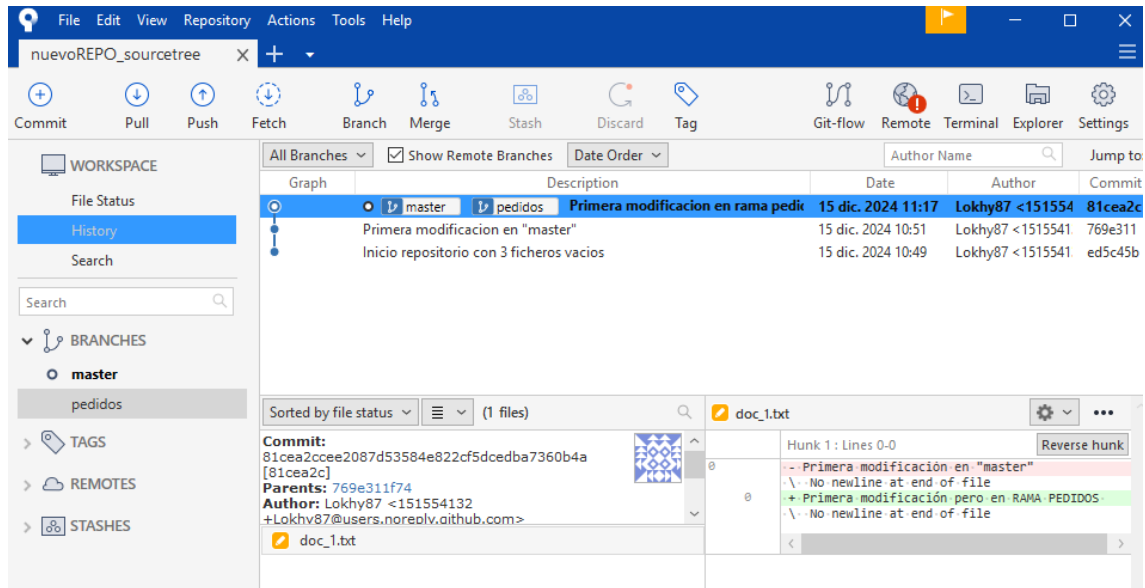 File Edit View Repository Actions Tools Help
nuevoREPO_sourcetree
Commit Pull Push Fetch Branch Merge Stash Discard Tag Git-flow Remote Terminal Explorer Settings
WORKSPACE
File Status
History
Search
Search
BRANCHES
master
pedidos
TAGS
REMOTES
STASHES
All Branches Show Remote Branches Date Order Author Name Jump to:
Graph Description Date Author Commit
master pedidos Primera modificacion en rama pedic 15 dic. 2024 11:17 Lokhy87 <151554 81cea2c
Primera modificacion en "master" 15 dic. 2024 10:51 Lokhy87 <1515541 769e311
Inicio repositorio con 3 ficheros vacios 15 dic. 2024 10:49 Lokhy87 <1515541 ed5c45b
Sorted by file status (1 files)
Commit:
81cea2ccee2087d53584e822cf5dcedba7360b4a
[81cea2c]
Parents: 769e311f74
Author: Lokhy87 <151554132
+Lokhy87@users.noreply.github.com>
doc_1.txt
doc_1.txt
Hunk 1 : Lines 0-0 Reverse hunk
0 - Primera modificación en "master"
\ No newline at end of file
0 + Primera modificación pero en RAMA PEDIDOS
\ No newline at end of file